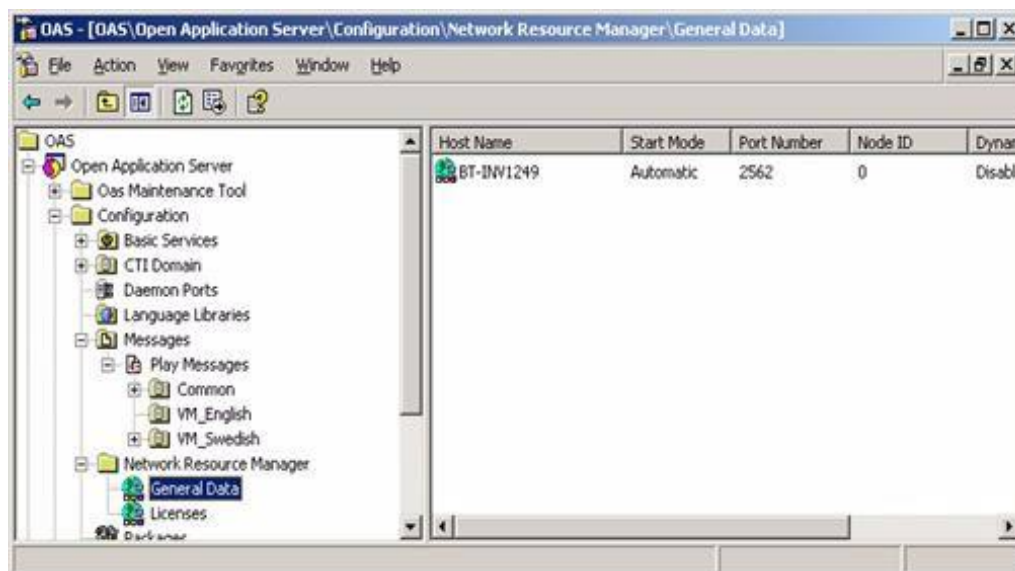 OAS - [OAS\Open Application Server\Configuration\Network Resource Manager\General Data]
File Action View Favorites Window Help
OAS
Open Application Server
Oas Maintenance Tool
Configuration
Basic Services
CTI Domain
Daemon Ports
Language Libraries
Messages
Play Messages
Common
VM_English
VM_Swedish
Network Resource Manager
General Data
Licenses
Packages
Host Name Start Mode Port Number Node ID Dynar
BT-INV1249 Automatic 2562 0 Disabl